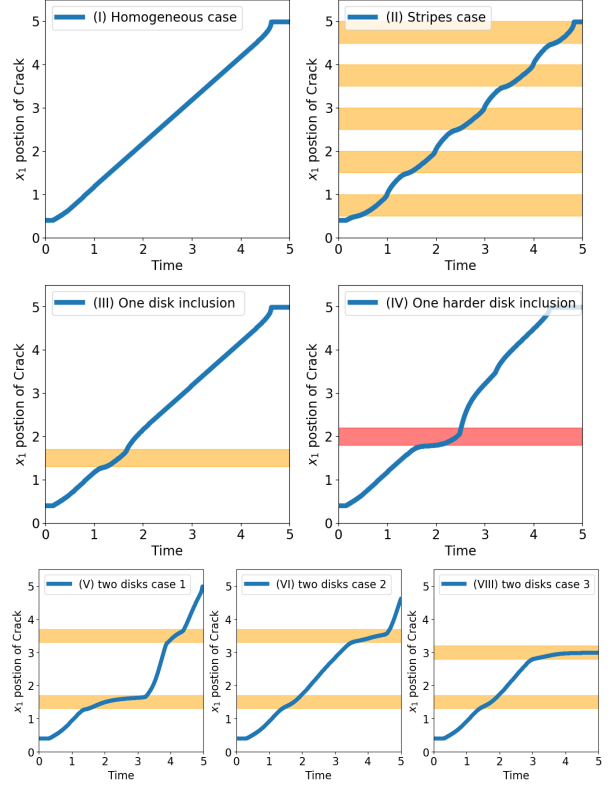 (I) Homogeneous case
x₁ postion of Crack
5
4
3
2
1
0
0 1 2 3 4 5
Time
(II) Stripes case
x₁ postion of Crack
5
4
3
2
1
0
0 1 2 3 4 5
Time
(III) One disk inclusion
x₁ postion of Crack
5
4
3
2
1
0
0 1 2 3 4 5
Time
(IV) One harder disk inclusion
x₁ postion of Crack
5
4
3
2
1
0
0 1 2 3 4 5
Time
(V) two disks case 1
x₁ postion of Crack
5
4
3
2
1
0
0 1 2 3 4 5
Time
(VI) two disks case 2
x₁ postion of Crack
5
4
3
2
1
0
0 1 2 3 4 5
Time
(VIII) two disks case 3
x₁ postion of Crack
5
4
3
2
1
0
0 1 2 3 4 5
Time